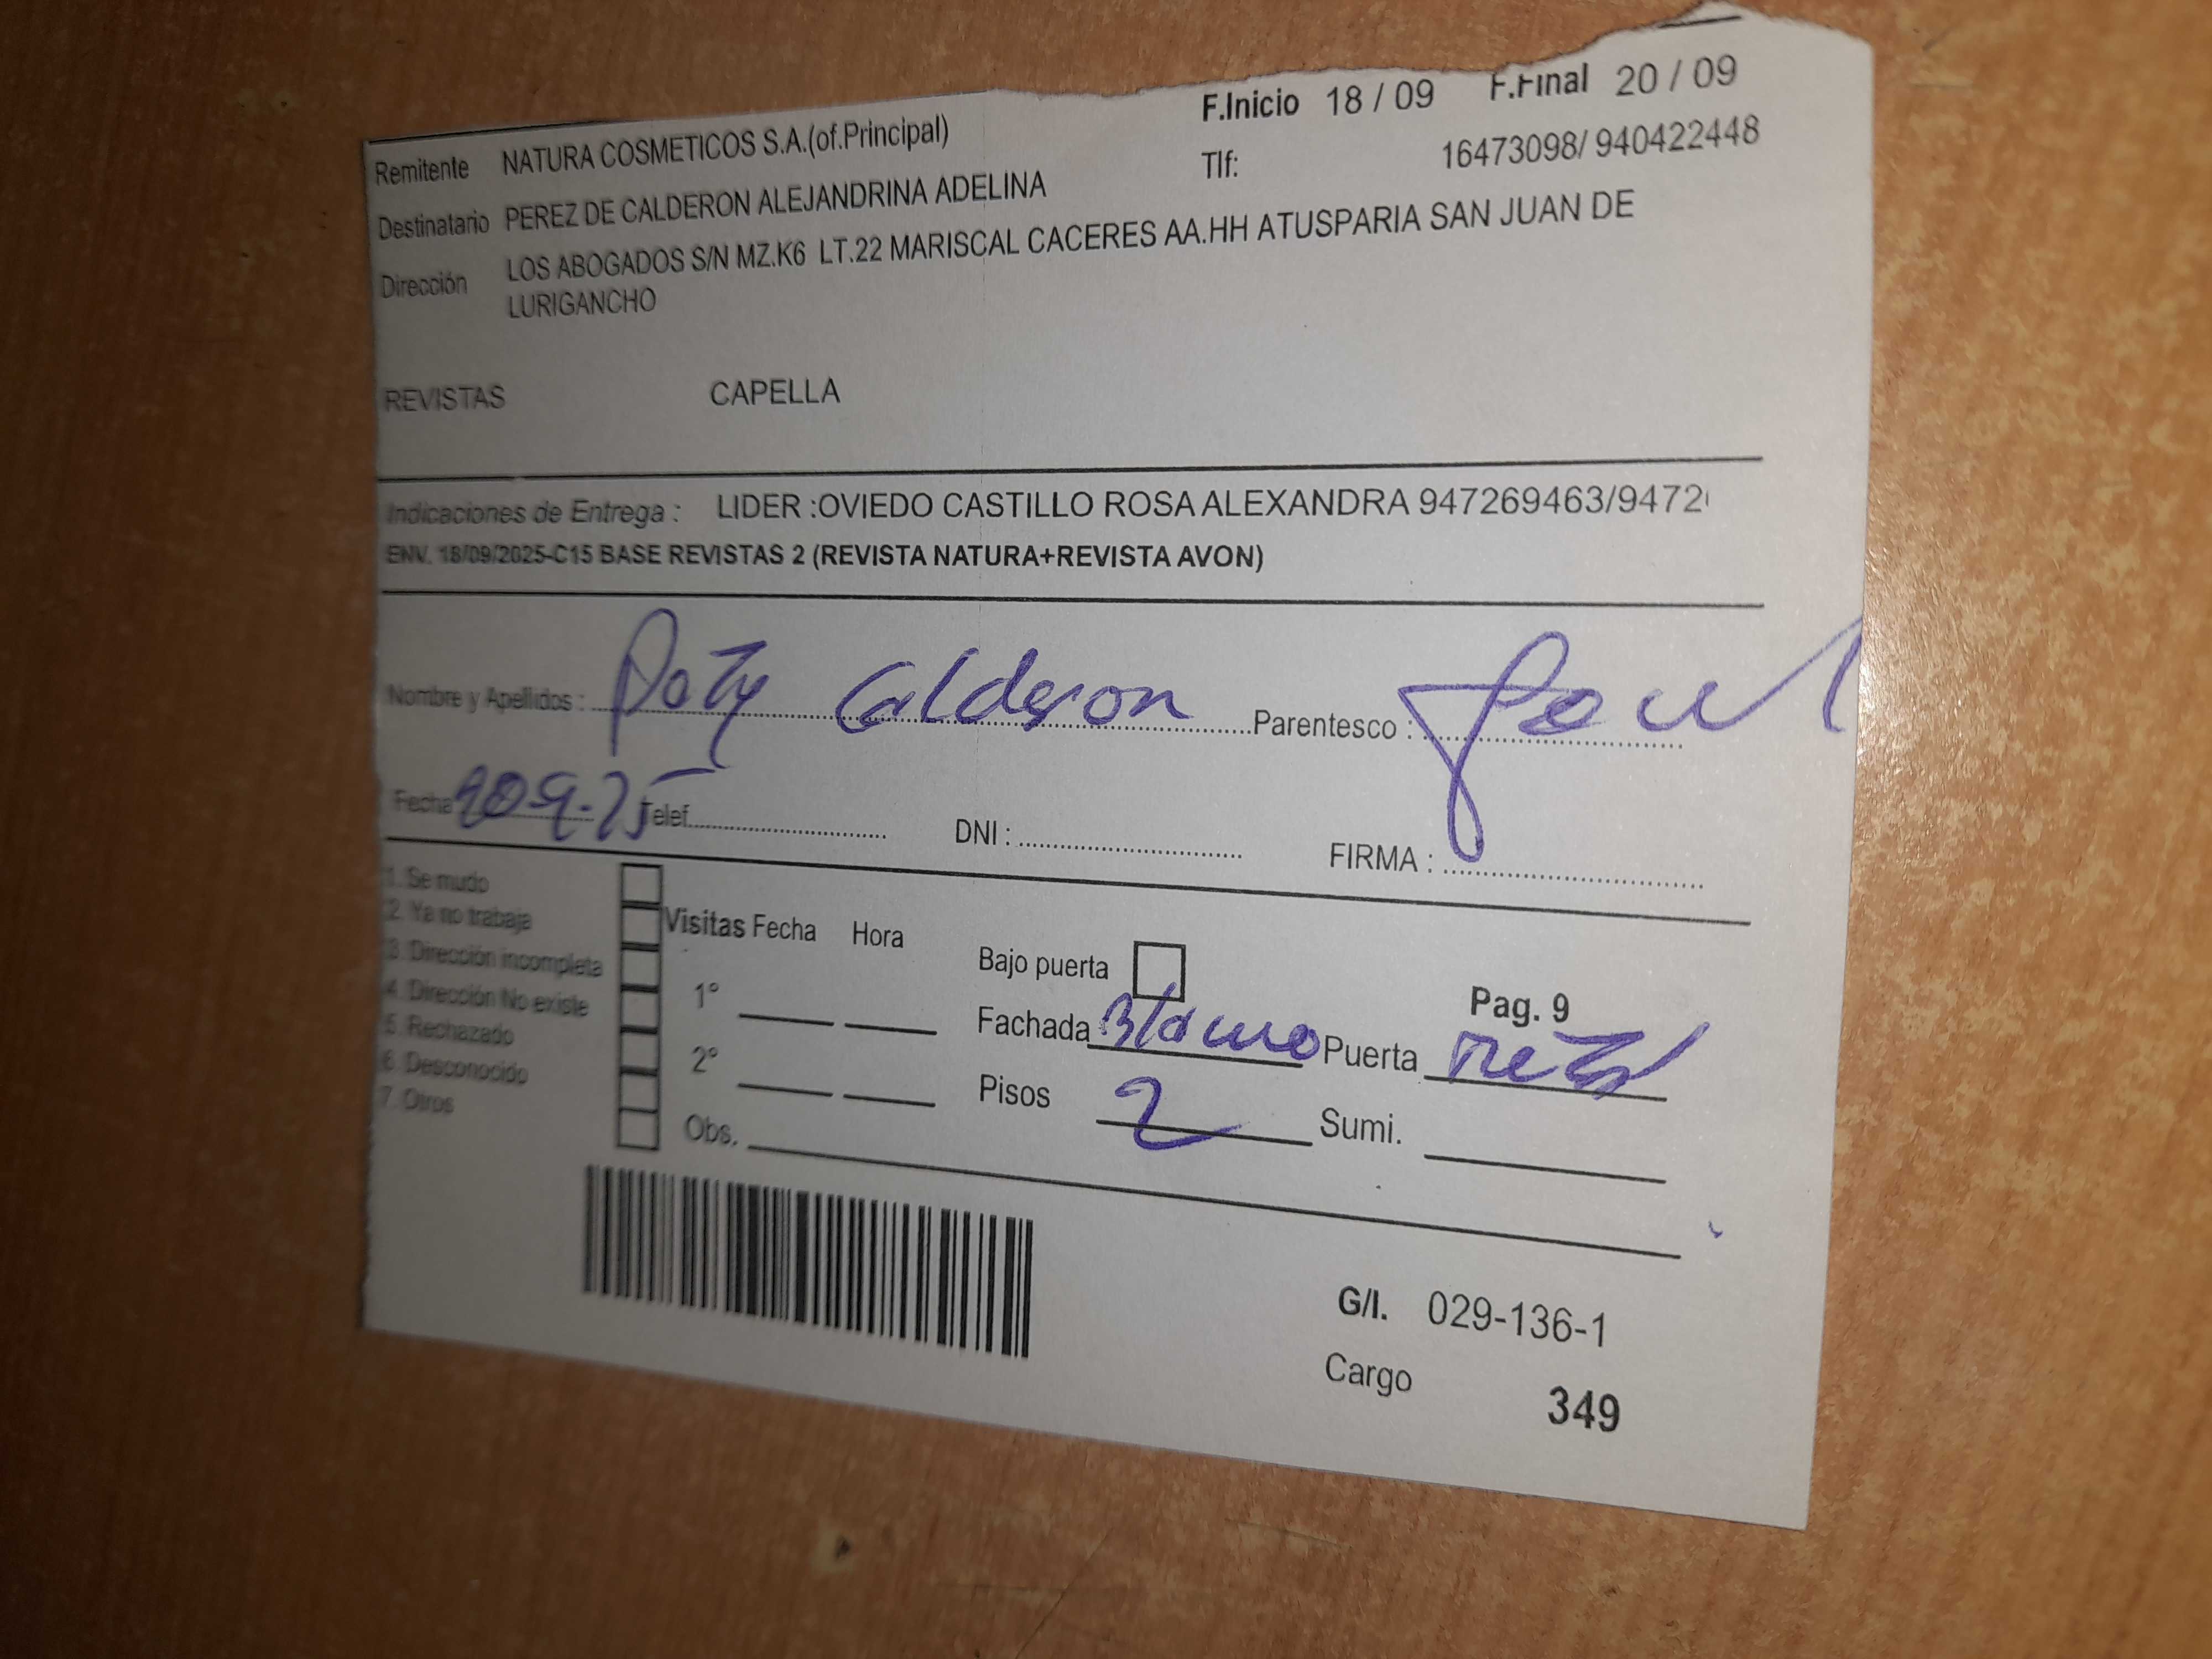 F.Inicio 18 / 09 F.Final 20 / 09
Remitente NATURA COSMETICOS S.A.(of.Principal) Tlf: 16473098/ 940422448
Destinatario PEREZ DE CALDERON ALEJANDRINA ADELINA
Dirección LOS ABOGADOS S/N MZ.K6 LT.22 MARISCAL CACERES AA.HH ATUSPARIA SAN JUAN DE
LURIGANCHO
REVISTAS CAPELLA
Indicaciones de Entrega : LIDER :OVIEDO CASTILLO ROSA ALEXANDRA 947269463/9472
ENV. 18/09/2025-C15 BASE REVISTAS 2 (REVISTA NATURA+REVISTA AVON)
Nombre y Apellidos : Paty Calderon Parentesco :
Fecha Telef. DNI : FIRMA :
1. Se mudo
2. Ya no trabaja Visitas Fecha Hora
3. Dirección incompleta Bajo puerta
4. Dirección No existe 1° Pag. 9
5. Rechazado Fachada Blanco Puerta metal
6. Desconocido 2° Pisos 2 Sumi.
7. Otros Obs.
G/I. 029-136-1
Cargo 349